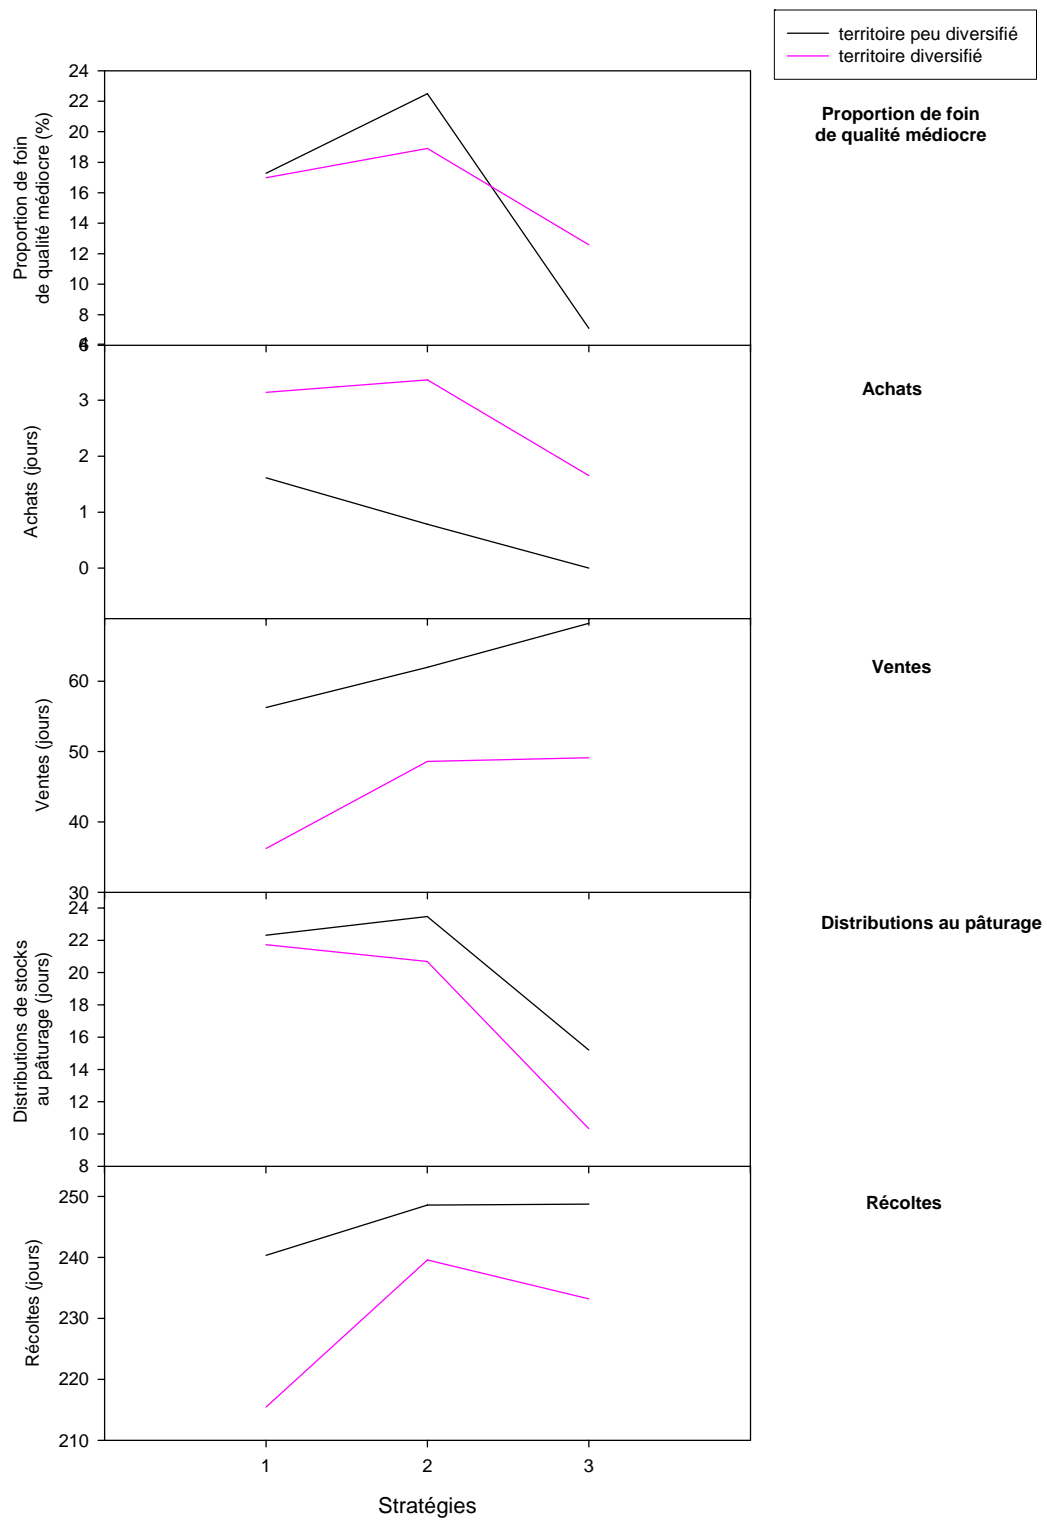 territoire peu diversifié
territoire diversifié
Proportion de foin
de qualité médiocre (%)
24
22
20
18
16
14
12
10
8
6
Proportion de foin
de qualité médiocre
Achats (jours)
4
3
2
1
0
Achats
Ventes (jours)
60
50
40
30
Ventes
Distributions de stocks
au pâturage (jours)
24
22
20
18
16
14
12
10
8
Distributions au pâturage
Récoltes (jours)
250
240
230
220
210
Récoltes
1 2 3
Stratégies